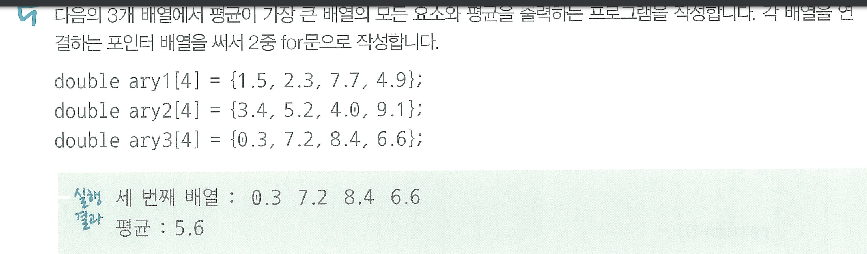 다음의 3개 배열에서 평균이 가장 큰 배열의 모든 요소와 평균을 출력하는 프로그램을 작성합니다. 각 배열을 연
결하는 포인터 배열을 써서 2중 for문으로 작성합니다.
double ary1[4] = {1.5, 2.3, 7.7, 4.9};
double ary2[4] = {3.4, 5.2, 4.0, 9.1};
double ary3[4] = {0.3, 7.2, 8.4, 6.6};
실행 세 번째 배열 : 0.3 7.2 8.4 6.6
결과 평균 : 5.6